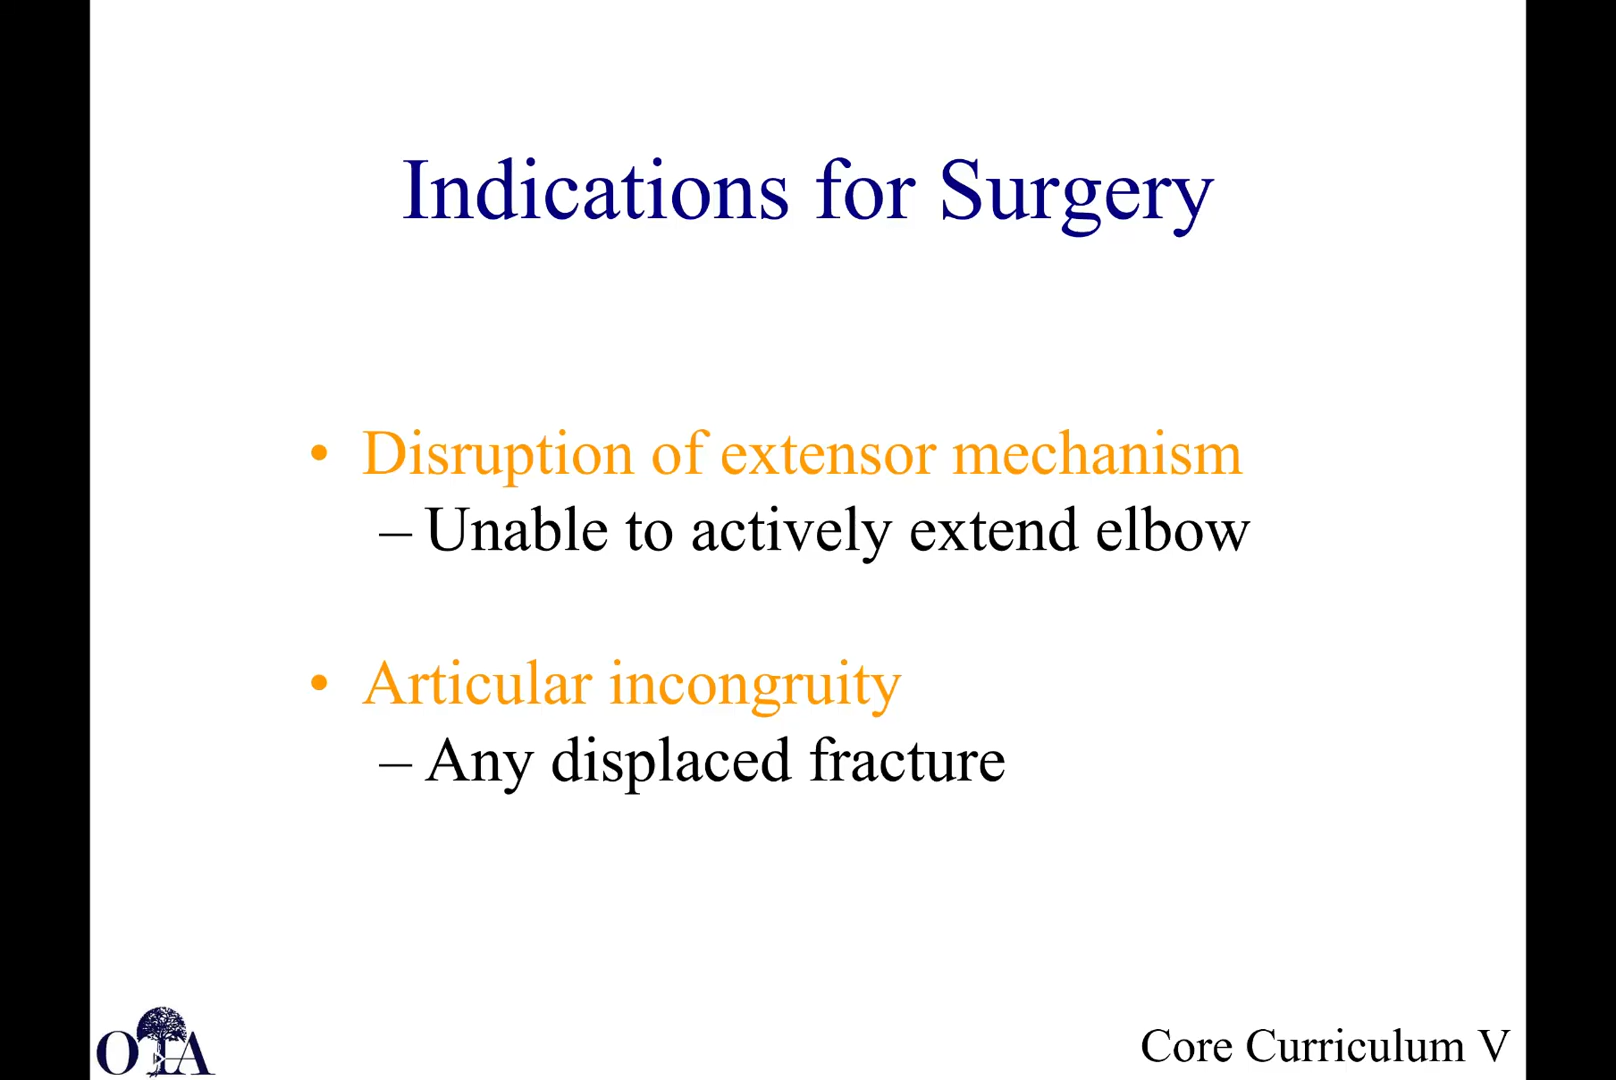 Indications for Surgery
• Disruption of extensor mechanism
– Unable to actively extend elbow
• Articular incongruity
– Any displaced fracture
OTA
Core Curriculum V